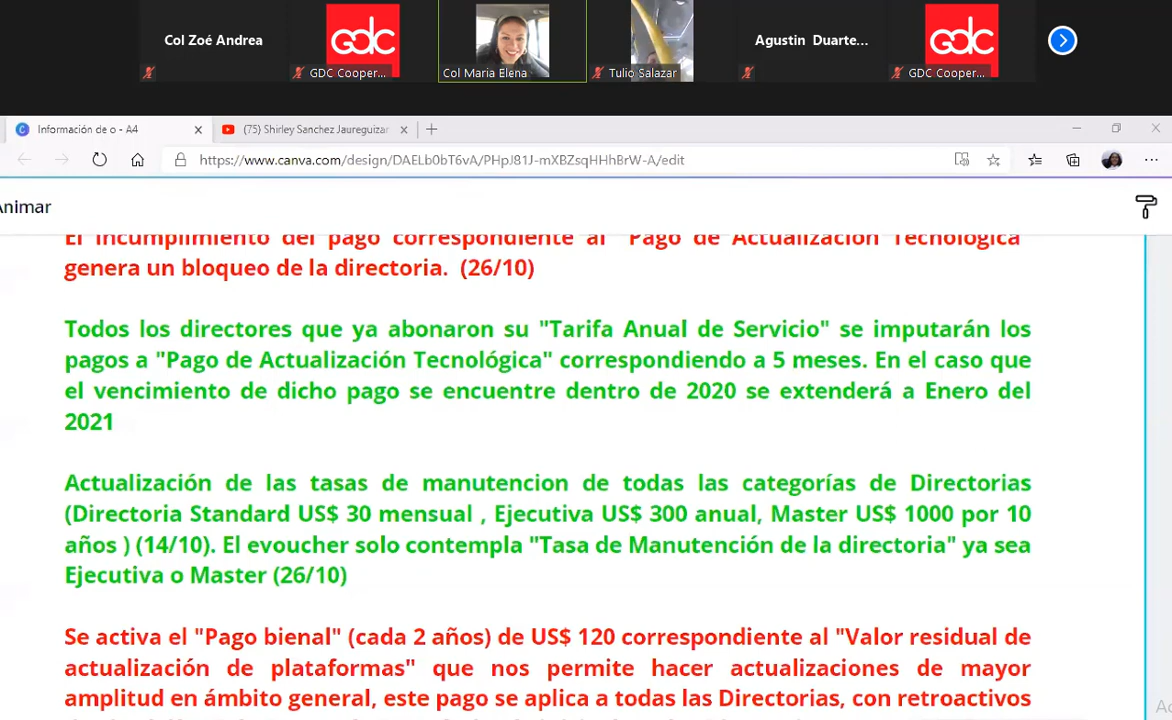 Col Zoé Andrea
gdc
GDC Cooper...
Col Maria Elena
Tulio Salazar
Agustin Duarte...
gdc
GDC Cooper...
Información de o - A4
(75) Shirley Sanchez Jaureguizar
https://www.canva.com/design/DAELb0bT6vA/PHpJ81J-mXBZsqHHhBrW-A/edit
Animar
El incumplimiento del pago correspondiente al "Pago de Actualización Tecnológica
genera un bloqueo de la directoria. (26/10)
Todos los directores que ya abonaron su "Tarifa Anual de Servicio" se imputarán los
pagos a "Pago de Actualización Tecnológica" correspondiendo a 5 meses. En el caso que
el vencimiento de dicho pago se encuentre dentro de 2020 se extenderá a Enero del
2021
Actualización de las tasas de manutencion de todas las categorías de Directorias
(Directoria Standard US$ 30 mensual , Ejecutiva US$ 300 anual, Master US$ 1000 por 10
años ) (14/10). El evoucher solo contempla "Tasa de Manutención de la directoria" ya sea
Ejecutiva o Master (26/10)
Se activa el "Pago bienal" (cada 2 años) de US$ 120 correspondiente al "Valor residual de
actualización de plataformas" que nos permite hacer actualizaciones de mayor
amplitud en ámbito general, este pago se aplica a todas las Directorias, con retroactivos